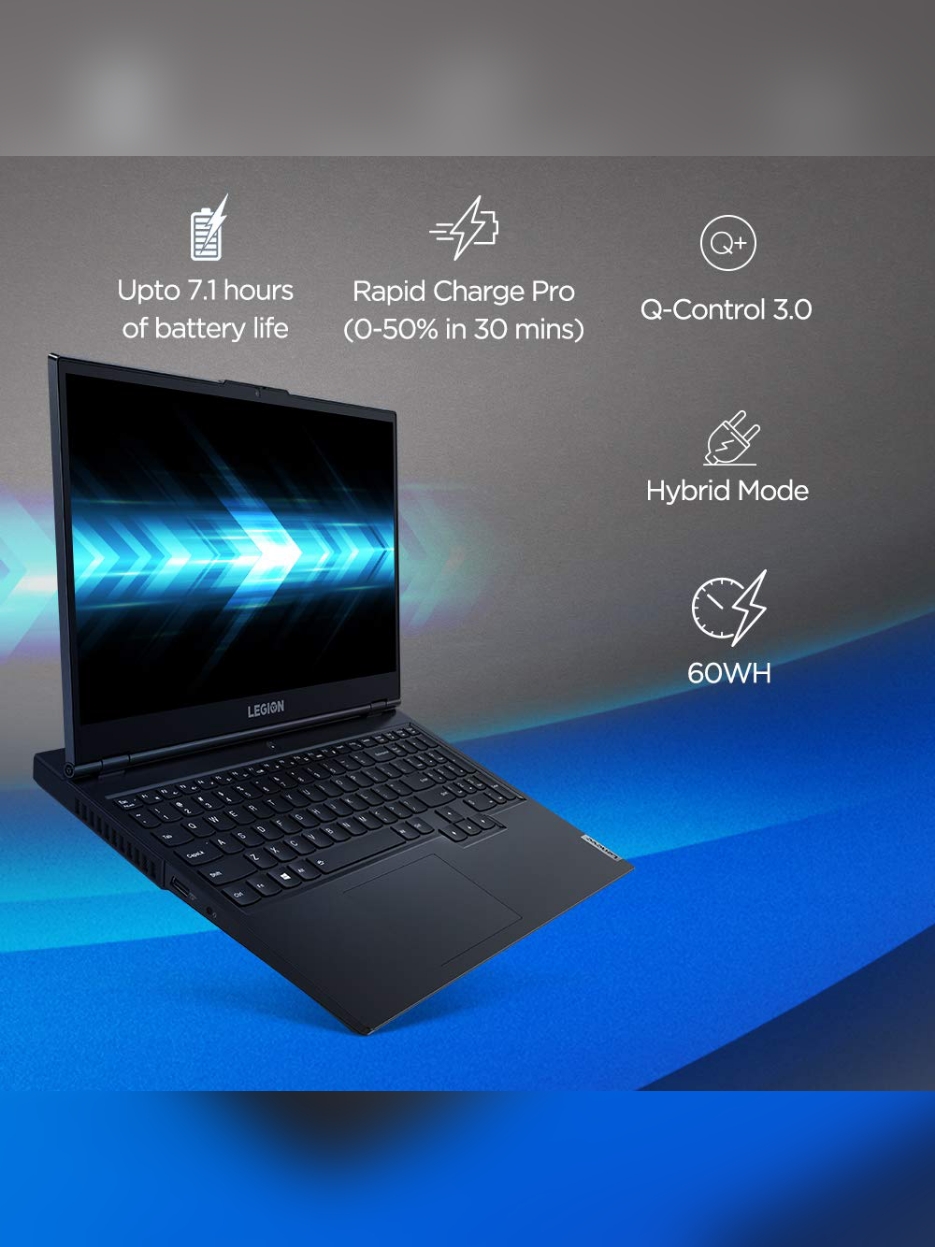 Upto 7.1 hours
of battery life
Rapid Charge Pro
(0-50% in 30 mins)
Q+
Q-Control 3.0
Hybrid Mode
60WH
LEGION
Q W E R T Y U I O P
A S D F G H J K L
Z X C V B N M